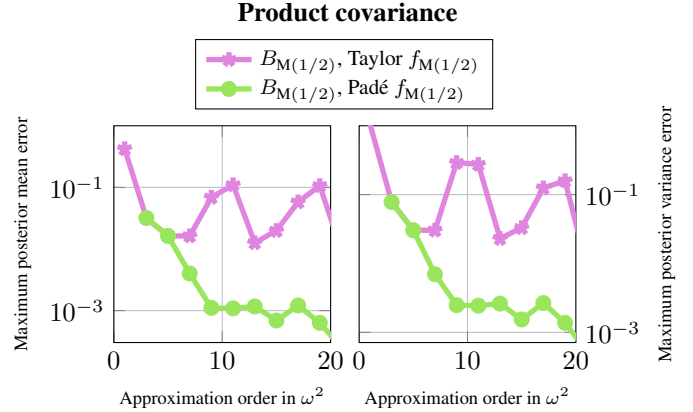 Product covariance
B_M(1/2), Taylor f_M(1/2)
B_M(1/2), Padé f_M(1/2)
Maximum posterior mean error
10⁻¹
10⁻³
0
10
20
Approximation order in ω²
0
10
20
Approximation order in ω²
10⁻¹
10⁻³
Maximum posterior variance error